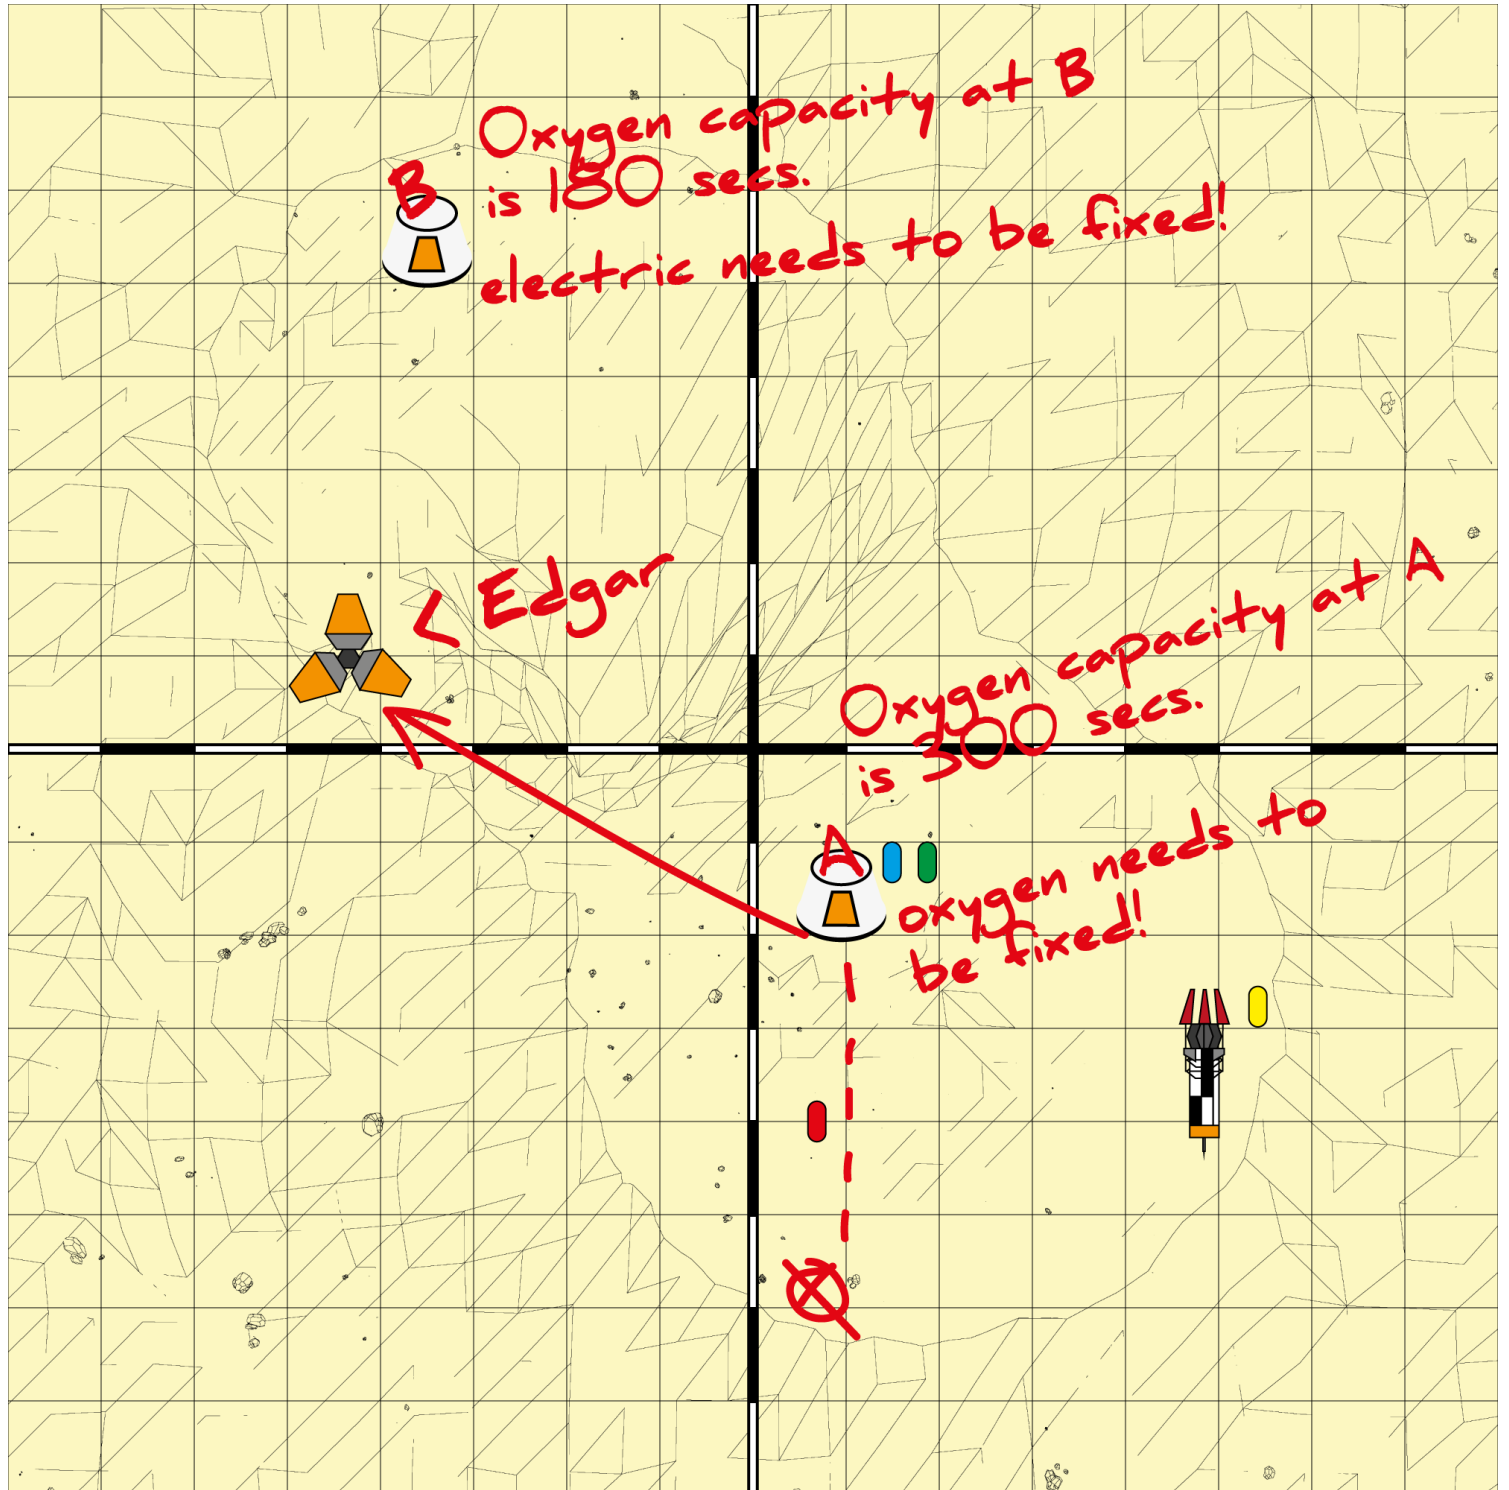 Oxygen capacity at B
is 180 secs.
B
electric needs to be fixed!
< Edgar
Oxygen capacity at A
is 300 secs.
A
oxygen needs to
be fixed!